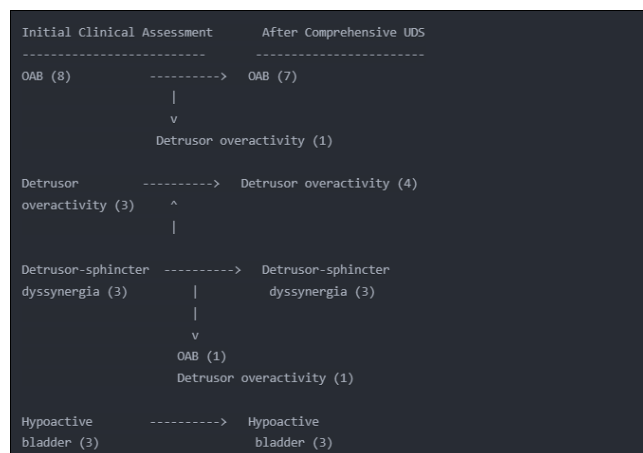 Initial Clinical Assessment       After Comprehensive UDS
--------------------------       ------------------------
OAB (8)           ---------->   OAB (7)
|
v
Detrusor overactivity (1)
Detrusor         ---------->   Detrusor overactivity (4)
overactivity (3)     ^
|
Detrusor-sphincter  ---------->   Detrusor-sphincter
dyssynergia (3)         |          dyssynergia (3)
|
v
OAB (1)
Detrusor overactivity (1)
Hypoactive        ---------->   Hypoactive
bladder (3)                      bladder (3)